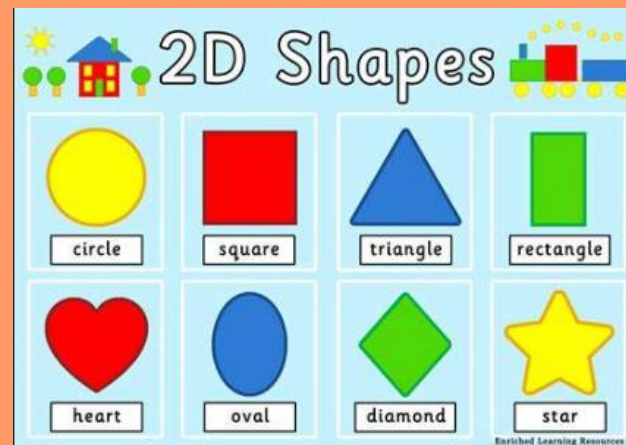 2D Shapes
circle
square
triangle
rectangle
heart
oval
diamond
star
Enriched Learning Resources